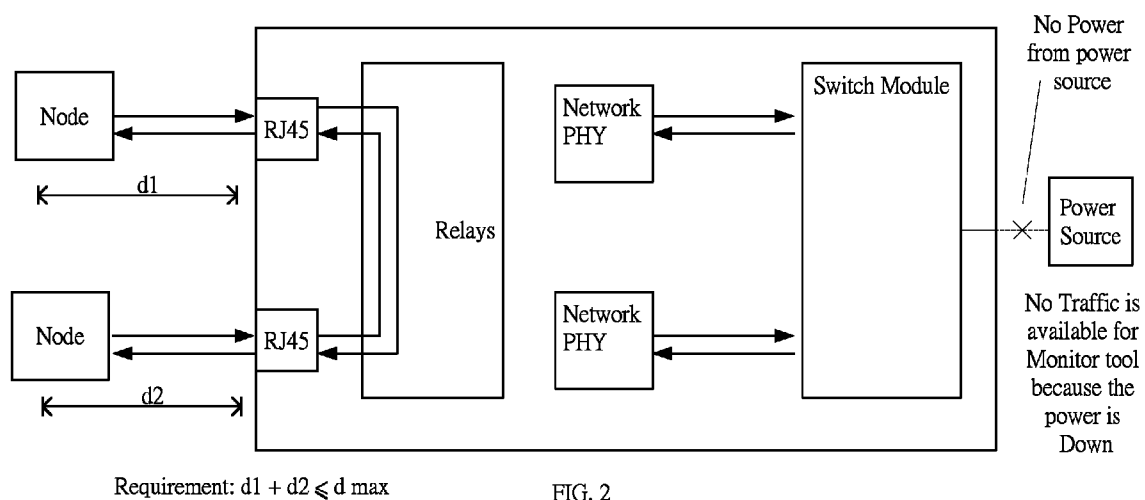 No Power
from power
source
Node
RJ45
d1
Relays
Network
PHY
Switch Module
Power
Source
Node
RJ45
d2
Network
PHY
No Traffic is
available for
Monitor tool
because the
power is
Down
Requirement: d1 + d2 ⩽ d max
FIG. 2